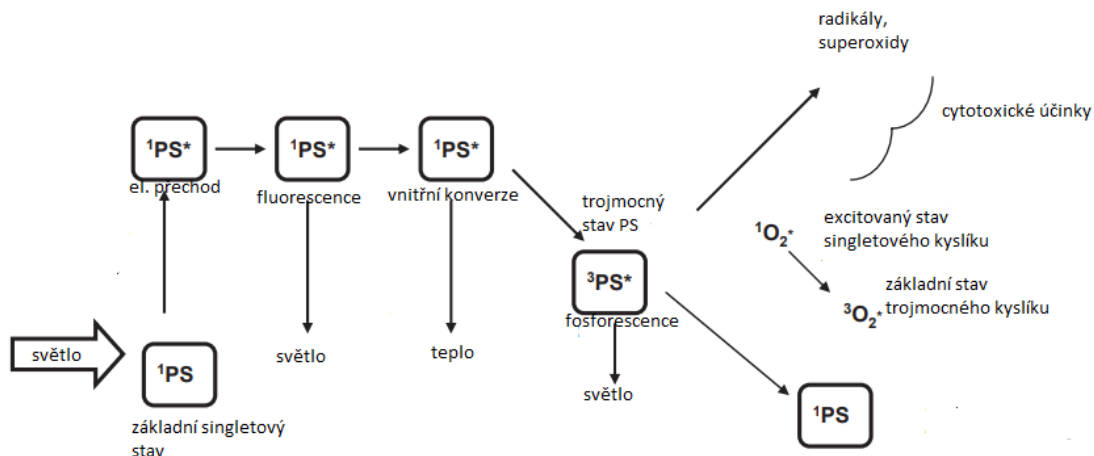 radikály,
superoxidy
cytotoxické účinky
¹PS*
¹PS*
¹PS*
el. přechod
fluorescence
vnitřní konverze
trojmocný
stav PS
¹O₂*
excitovaný stav
singletového kyslíku
³PS*
fosforescence
³O₂*
základní stav
trojmocného kyslíku
světlo
¹PS
základní singletový
stav
světlo
teplo
světlo
¹PS